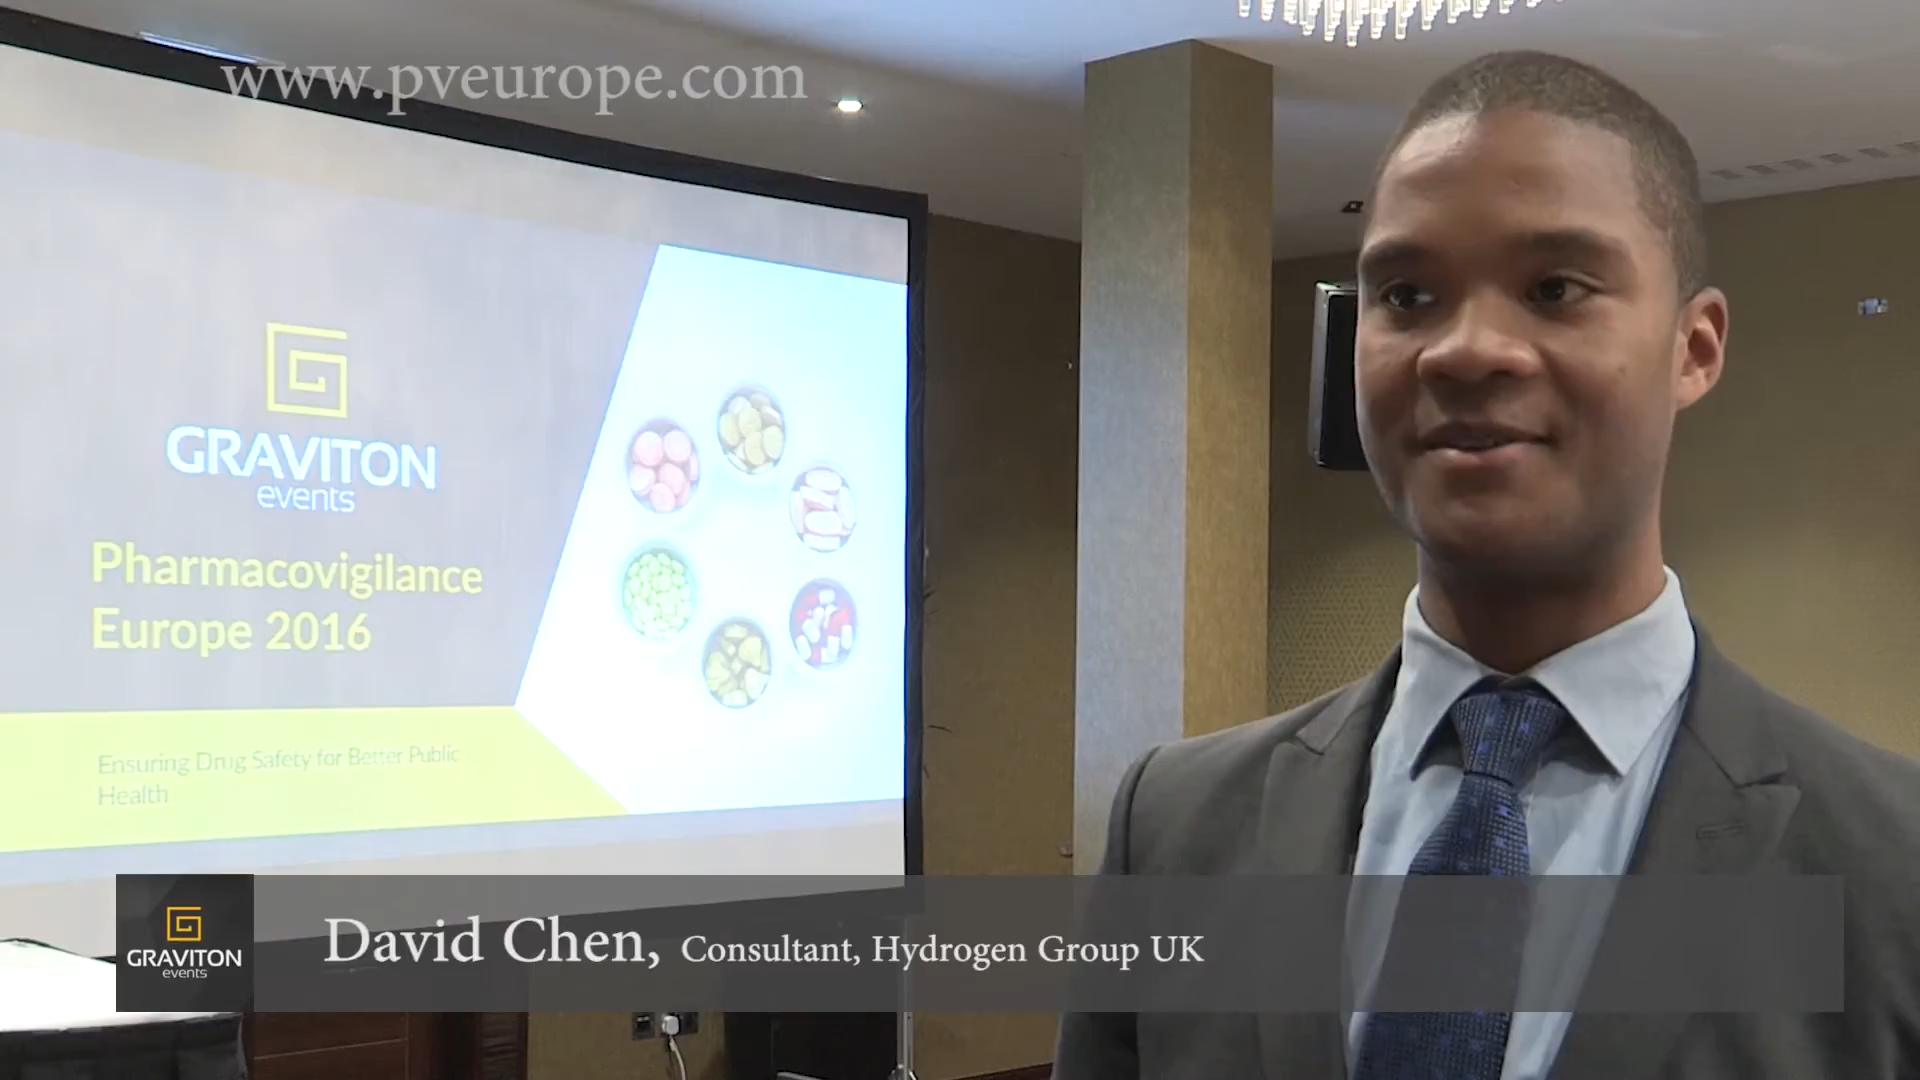 www.pveurope.com
GRAVITON
events
Pharmacovigilance
Europe 2016
Ensuring Drug Safety for Better Public
Health
GRAVITON
events
David Chen, Consultant, Hydrogen Group UK